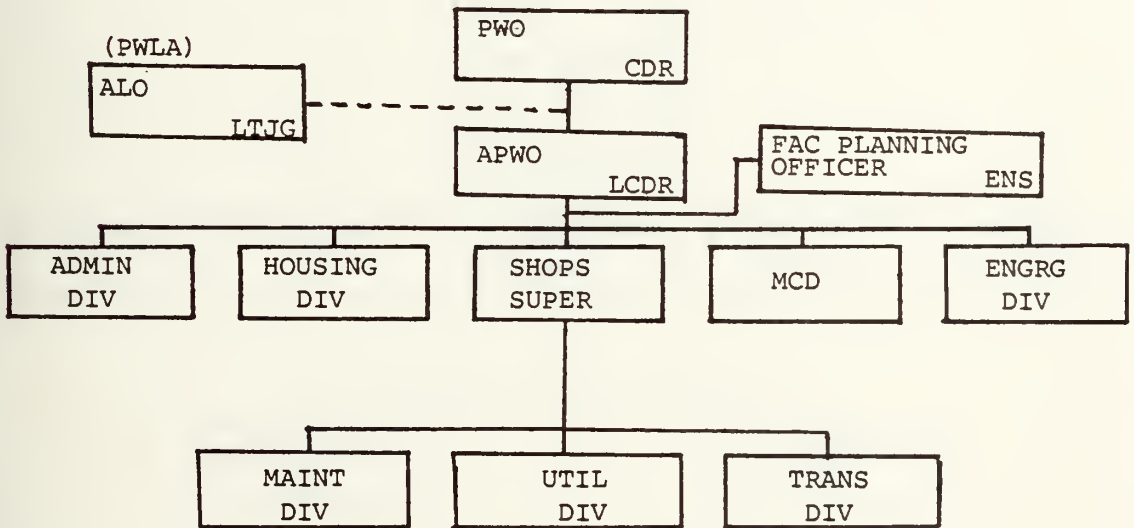 PWO
CDR
(PWLA)
ALO
LTJG
APWO
LCDR
FAC PLANNING
OFFICER
ENS
ADMIN
DIV
HOUSING
DIV
SHOPS
SUPER
MCD
ENGRG
DIV
MAINT
DIV
UTIL
DIV
TRANS
DIV